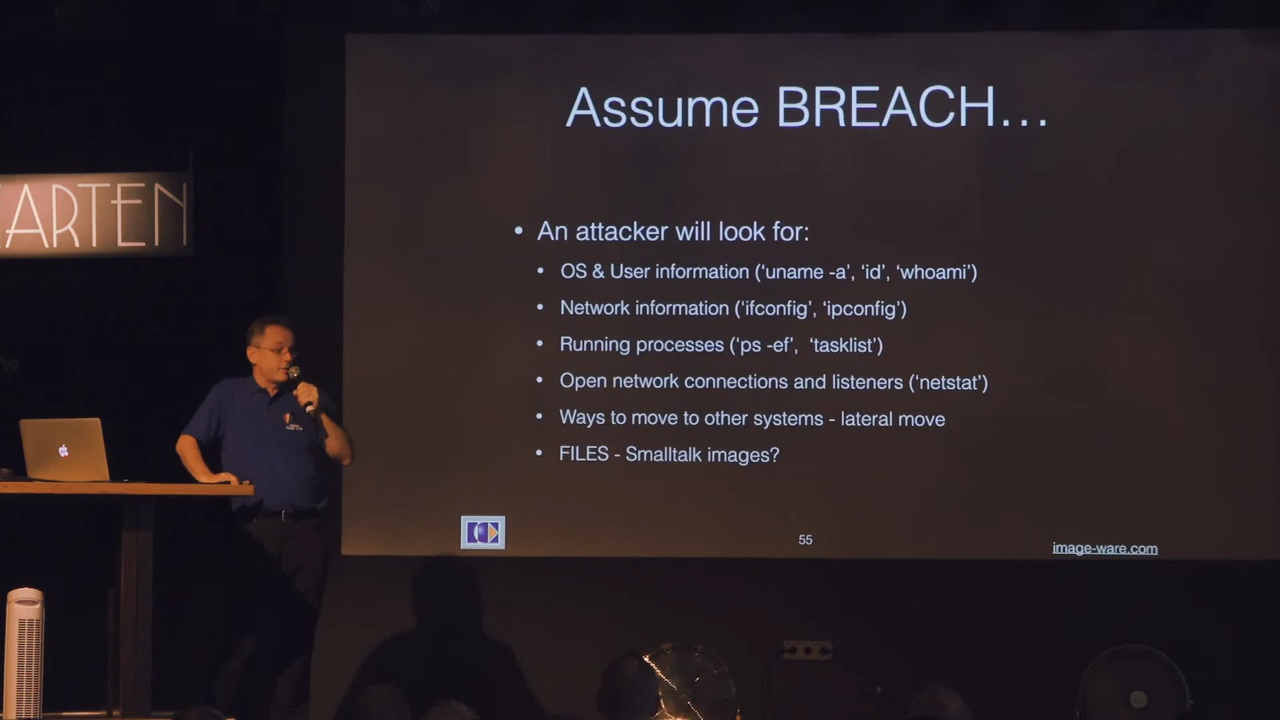 Assume BREACH...
ARTEN
• An attacker will look for:
• OS & User information (‘uname -a’, ‘id’, ‘whoami’)
• Network information (‘ifconfig’, ‘ipconfig’)
• Running processes (‘ps -ef’, ‘tasklist’)
• Open network connections and listeners (‘netstat’)
• Ways to move to other systems - lateral move
• FILES - Smalltalk images?
55
image-ware.com